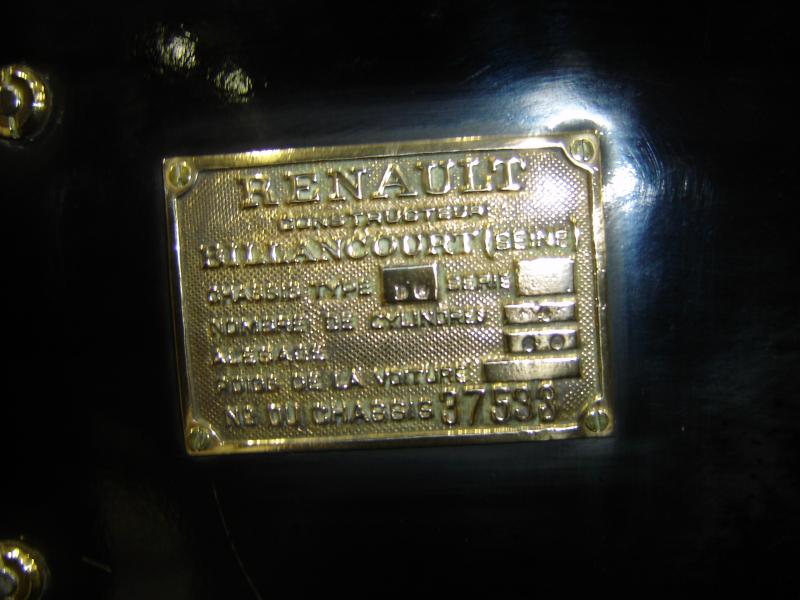 RENAULT
CONSTRUCTEUR
BILLANCOURT (SEINE)
CHASSIS TYPE DU SERIE
NOMBRE DE CYLINDRES
ALESAGE
POIDS DE LA VOITURE
NO DU CHASSIS 37533